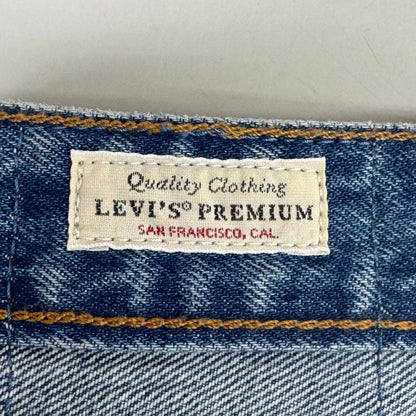 Quality Clothing
LEVI'S® PREMIUM
SAN FRANCISCO, CAL.